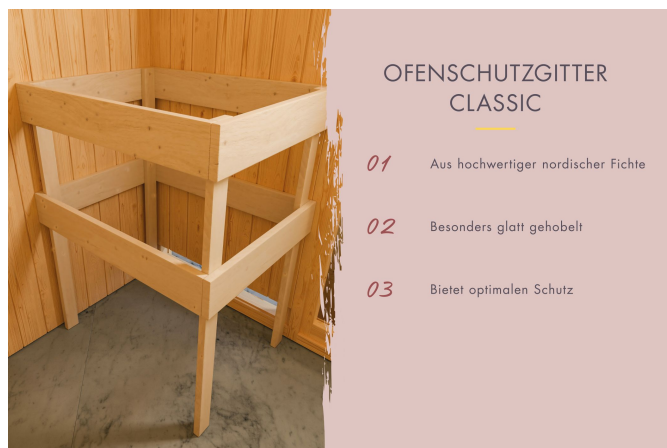 OFENSCHUTZGITTER
CLASSIC
01 Aus hochwertiger nordischer Fichte
02 Besonders glatt gehobelt
03 Bietet optimalen Schutz